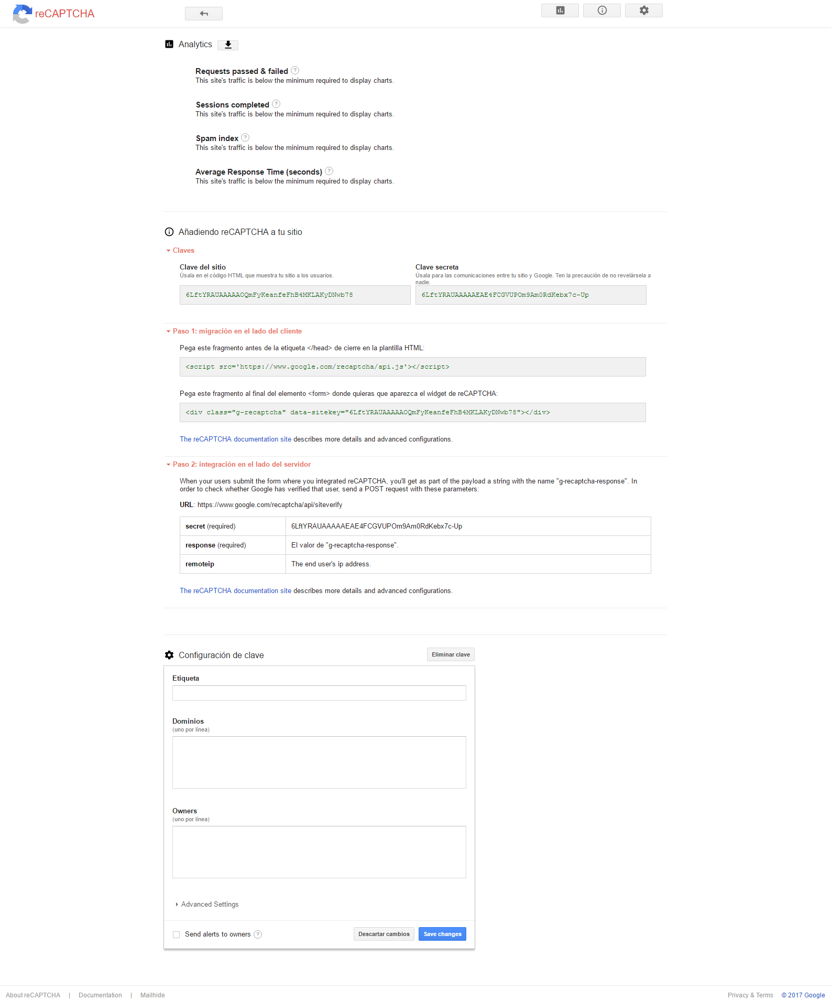 reCAPTCHA
Analytics
Requests passed & failed ?
This site's traffic is below the minimum required to display charts.
Sessions completed ?
This site's traffic is below the minimum required to display charts.
Spam index ?
This site's traffic is below the minimum required to display charts.
Average Response Time (seconds) ?
This site's traffic is below the minimum required to display charts.
Añadiendo reCAPTCHA a tu sitio
Claves
Clave del sitio
Úsala en el código HTML que muestra tu sitio a los usuarios.
6LftYRAUAAAAAOQmFyKeanfeFhB4MKLAKyDNwb78
Clave secreta
Úsala para las comunicaciones entre tu sitio y Google. Ten la precaución de no revelársela a
nadie.
6LftYRAUAAAAAEAE4FCGVUPOm9Am0RdKebx7c-Up
Paso 1: migración en el lado del cliente
Pega este fragmento antes de la etiqueta </head> de cierre en la plantilla HTML:
<script src='https://www.google.com/recaptcha/api.js'></script>
Pega este fragmento al final del elemento <form> donde quieras que aparezca el widget de reCAPTCHA:
<div class="g-recaptcha" data-sitekey="6LftYRAUAAAAAOQmFyKeanfeFhB4MKLAKyDNwb78"></div>
The reCAPTCHA documentation site describes more details and advanced configurations.
Paso 2: integración en el lado del servidor
When your users submit the form where you integrated reCAPTCHA, you'll get as part of the payload a string with the name "g-recaptcha-response". In
order to check whether Google has verified that user, send a POST request with these parameters:
URL: https://www.google.com/recaptcha/api/siteverify
secret (required) 6LftYRAUAAAAAEAE4FCGVUPOm9Am0RdKebx7c-Up
response (required) El valor de "g-recaptcha-response".
remoteip The end user's ip address.
The reCAPTCHA documentation site describes more details and advanced configurations.
Configuración de clave
Eliminar clave
Etiqueta
Dominios
(uno por línea)
Owners
(uno por línea)
Advanced Settings
Send alerts to owners ?
Descartar cambios
Save changes
About reCAPTCHA | Documentation | Mailhide
Privacy & Terms © 2017 Google